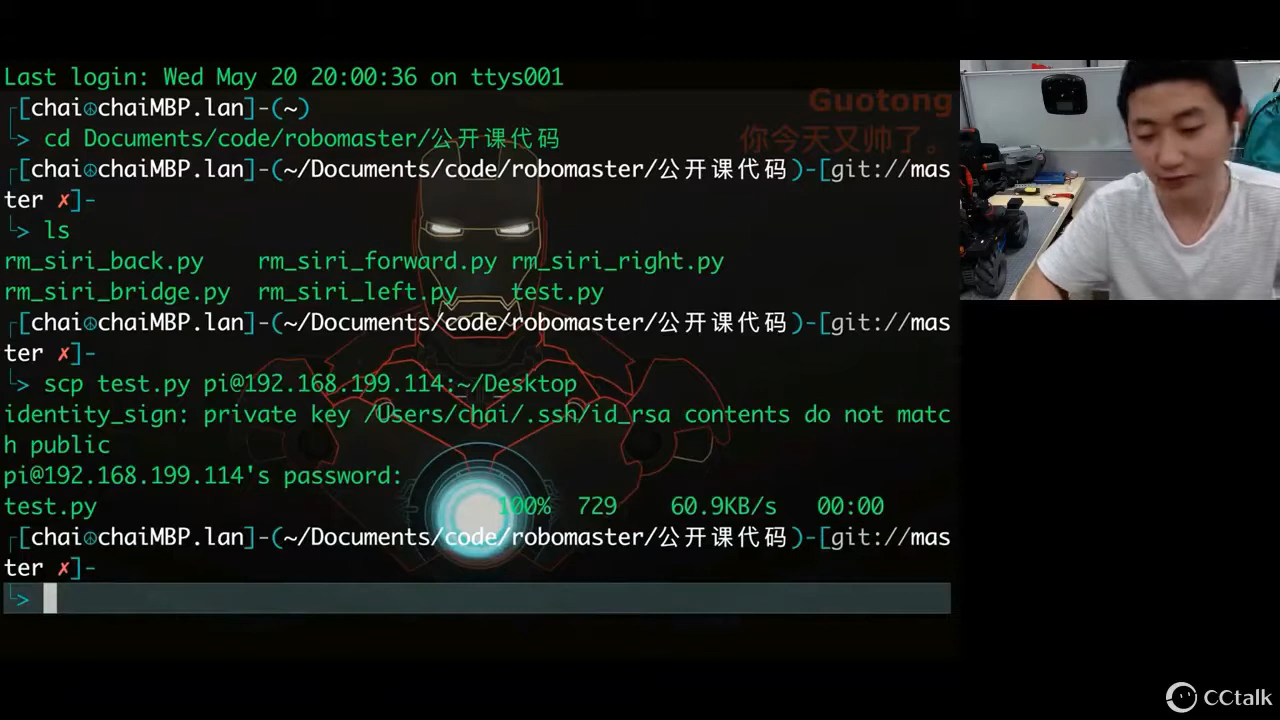 Last login: Wed May 20 20:00:36 on ttys001
┌[chai☮chaiMBP.lan]-(~)
Guotong
└> cd Documents/code/robomaster/公开课代码
你今天又帅了。
┌[chai☮chaiMBP.lan]-(~/Documents/code/robomaster/公开课代码)-[git://mas
ter ✗]-
└> ls
rm_siri_back.py rm_siri_forward.py rm_siri_right.py
rm_siri_bridge.py rm_siri_left.py test.py
┌[chai☮chaiMBP.lan]-(~/Documents/code/robomaster/公开课代码)-[git://mas
ter ✗]-
└> scp test.py pi@192.168.199.114:~/Desktop
identity_sign: private key /Users/chai/.ssh/id_rsa contents do not matc
h public
pi@192.168.199.114's password:
test.py 100% 729 60.9KB/s 00:00
┌[chai☮chaiMBP.lan]-(~/Documents/code/robomaster/公开课代码)-[git://mas
ter ✗]-
└>
CCtalk